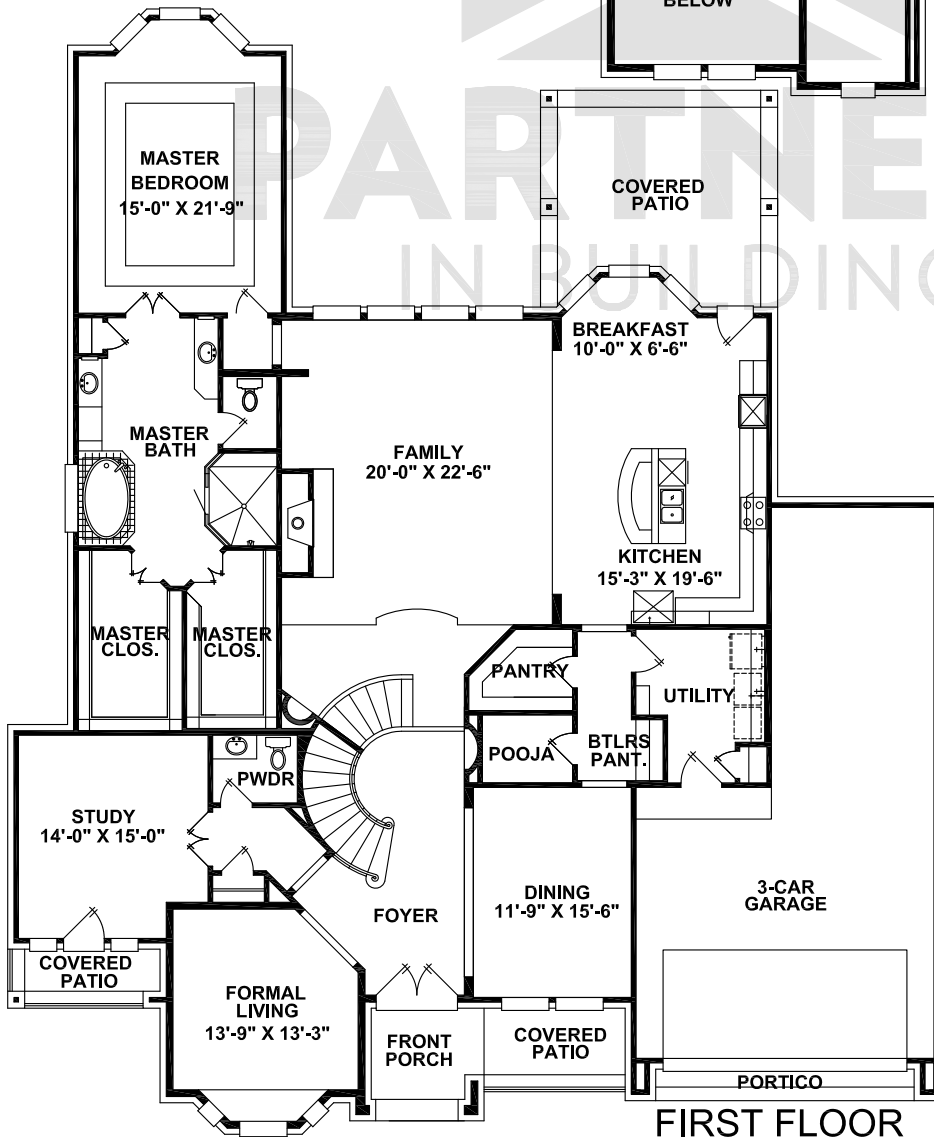 BELOW
PARTNE
IN BUILDING
MASTER
BEDROOM
15'-0" X 21'-9"
COVERED
PATIO
BREAKFAST
10'-0" X 6'-6"
MASTER
BATH
FAMILY
20'-0" X 22'-6"
KITCHEN
15'-3" X 19'-6"
MASTER
CLOS.
MASTER
CLOS.
PANTRY
UTILITY
POOJA
BTLRS
PANT.
PWDR
STUDY
14'-0" X 15'-0"
DINING
11'-9" X 15'-6"
3-CAR
GARAGE
FOYER
COVERED
PATIO
FORMAL
LIVING
13'-9" X 13'-3"
FRONT
PORCH
COVERED
PATIO
PORTICO
FIRST FLOOR